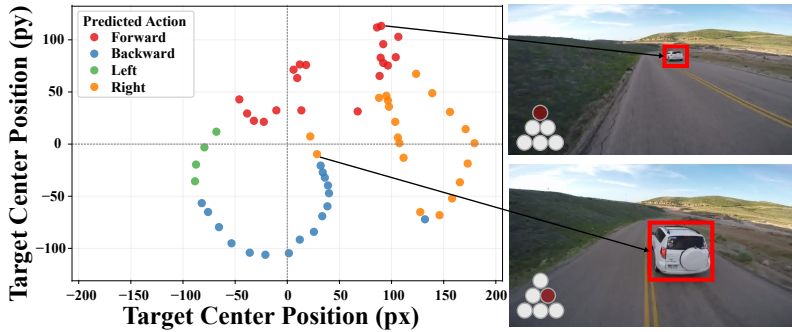 Target Center Position (py)
100
50
0
−50
−100
Predicted Action
Forward
Backward
Left
Right
−200
−150
−100
−50
0
50
100
150
200
Target Center Position (px)